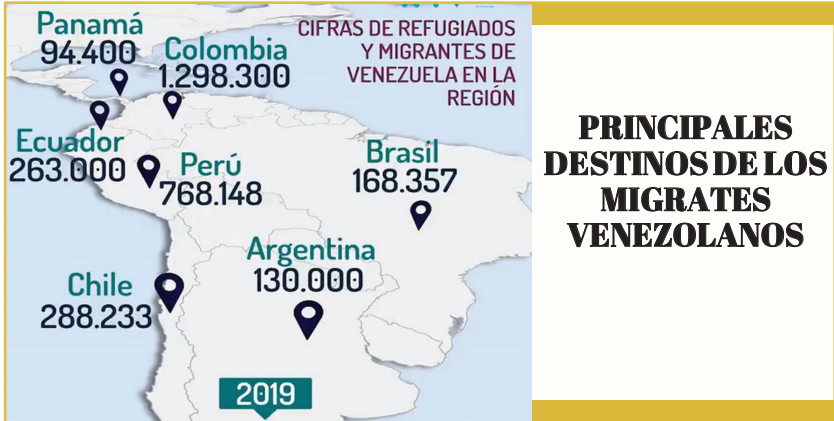 CIFRAS DE REFUGIADOS
Y MIGRANTES DE
VENEZUELA EN LA
REGIÓN
Panamá
94.400
Colombia
1.298.300
Ecuador
263.000
Perú
768.148
Brasil
168.357
Argentina
130.000
Chile
288.233
2019
PRINCIPALES
DESTINOS DE LOS
MIGRATES
VENEZOLANOS